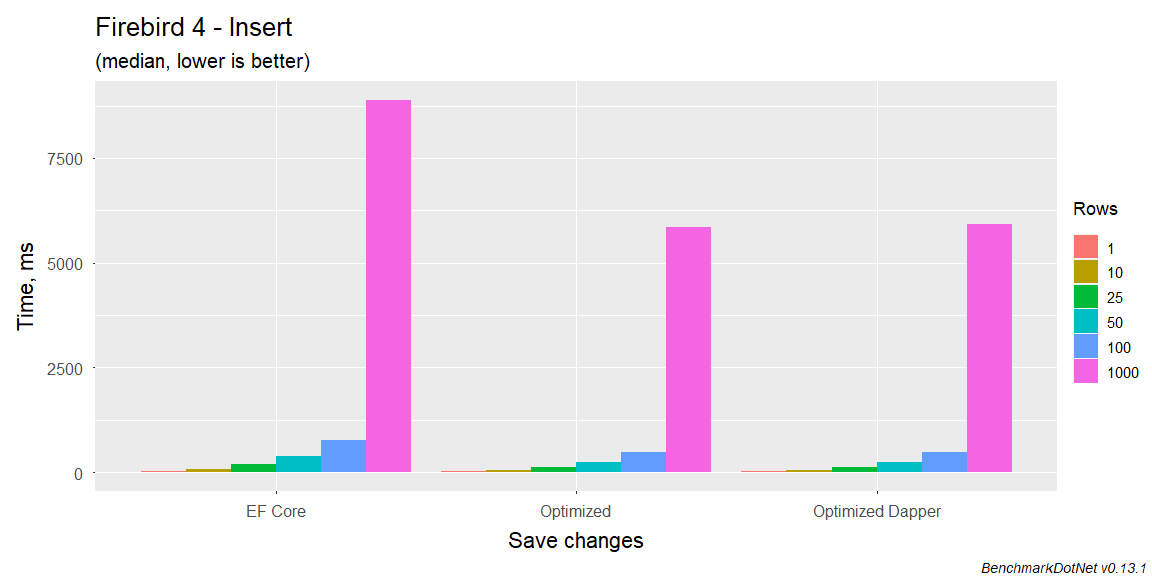 Firebird 4 - Insert
(median, lower is better)
Time, ms
7500
5000
2500
0
EF Core
Optimized
Optimized Dapper
Save changes
Rows
1
10
25
50
100
1000
BenchmarkDotNet v0.13.1